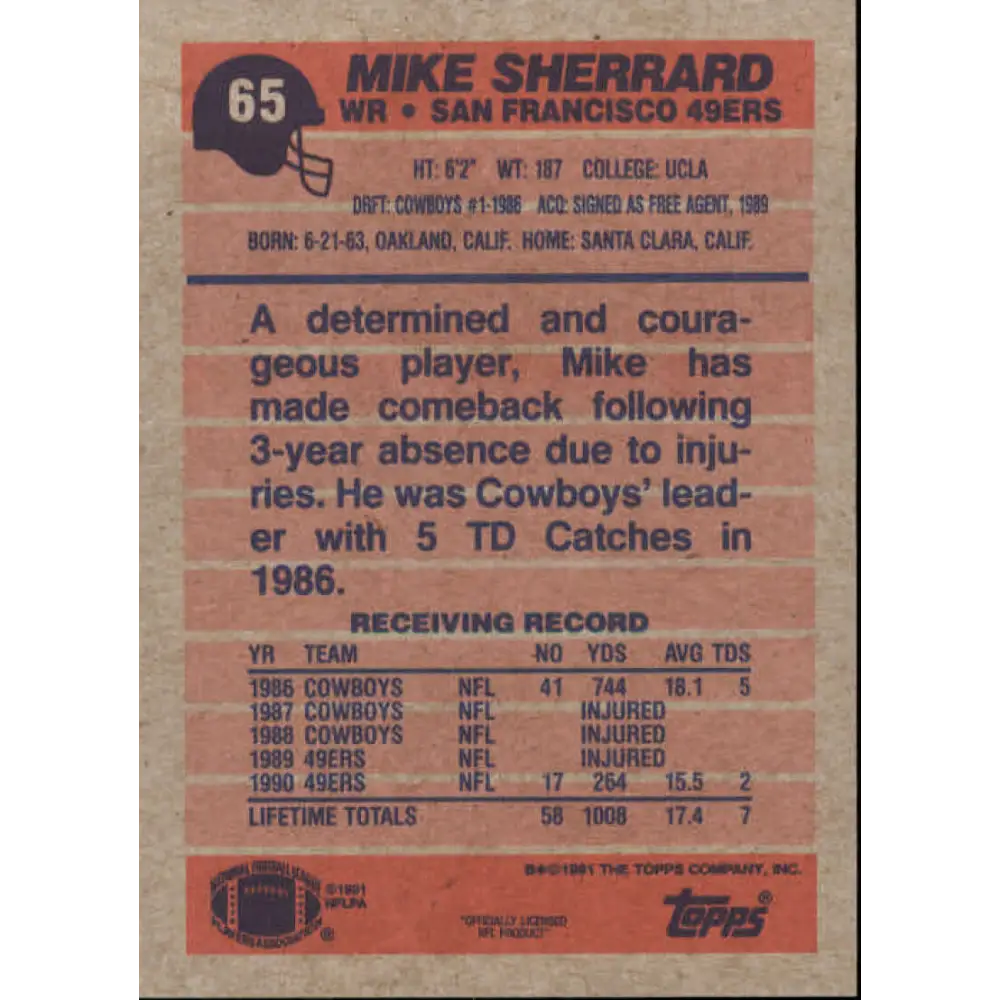 65
MIKE SHERRARD
WR • SAN FRANCISCO 49ERS
HT: 6'2" WT: 187 COLLEGE: UCLA
DRFT: COWBOYS #1-1986 ACQ: SIGNED AS FREE AGENT, 1989
BORN: 6-21-63, OAKLAND, CALIF. HOME: SANTA CLARA, CALIF.
A determined and coura-
geous player, Mike has
made comeback following
3-year absence due to inju-
ries. He was Cowboys' lead-
er with 5 TD Catches in
1986.
RECEIVING RECORD
YR TEAM NO YDS AVG TDS
1986 COWBOYS NFL 41 744 18.1 5
1987 COWBOYS NFL INJURED
1988 COWBOYS NFL INJURED
1989 49ERS NFL INJURED
1990 49ERS NFL 17 264 15.5 2
LIFETIME TOTALS 58 1008 17.4 7
NATIONAL FOOTBALL LEAGUE
PLAYERS ASSOCIATION ®
©1991
NFLPA
"OFFICIALLY LICENSED
NFL PRODUCT"
©1991 THE TOPPS COMPANY, INC.
TOPPS®